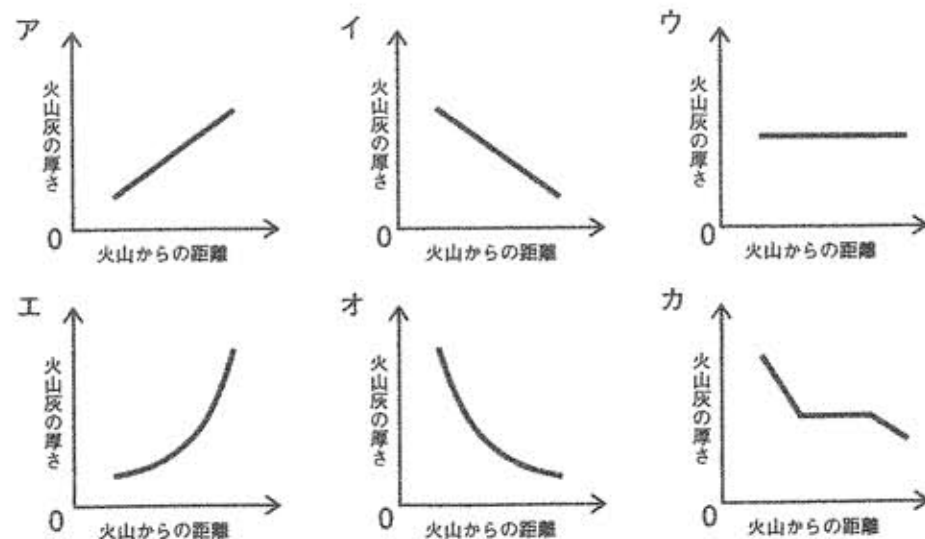 ア
火山灰の厚さ
0
火山からの距離
イ
火山灰の厚さ
0
火山からの距離
ウ
火山灰の厚さ
0
火山からの距離
エ
火山灰の厚さ
0
火山からの距離
オ
火山灰の厚さ
0
火山からの距離
カ
火山灰の厚さ
0
火山からの距離